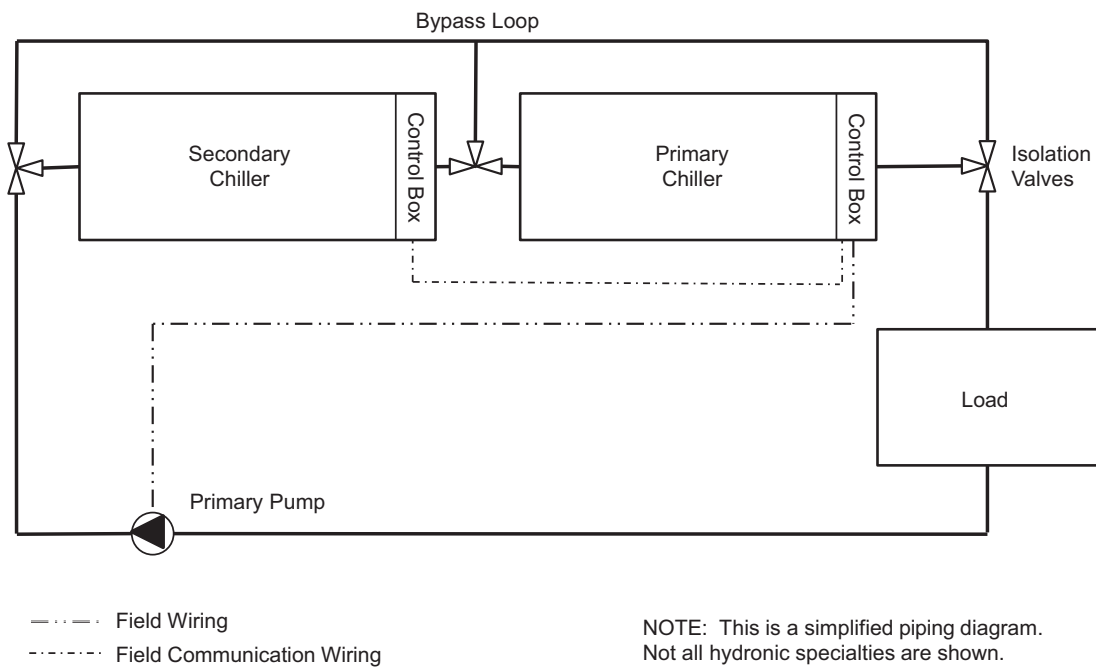 Bypass Loop
Secondary
Chiller
Control Box
Primary
Chiller
Control Box
Isolation
Valves
Load
Primary Pump
Field Wiring
Field Communication Wiring
NOTE: This is a simplified piping diagram.
Not all hydronic specialties are shown.